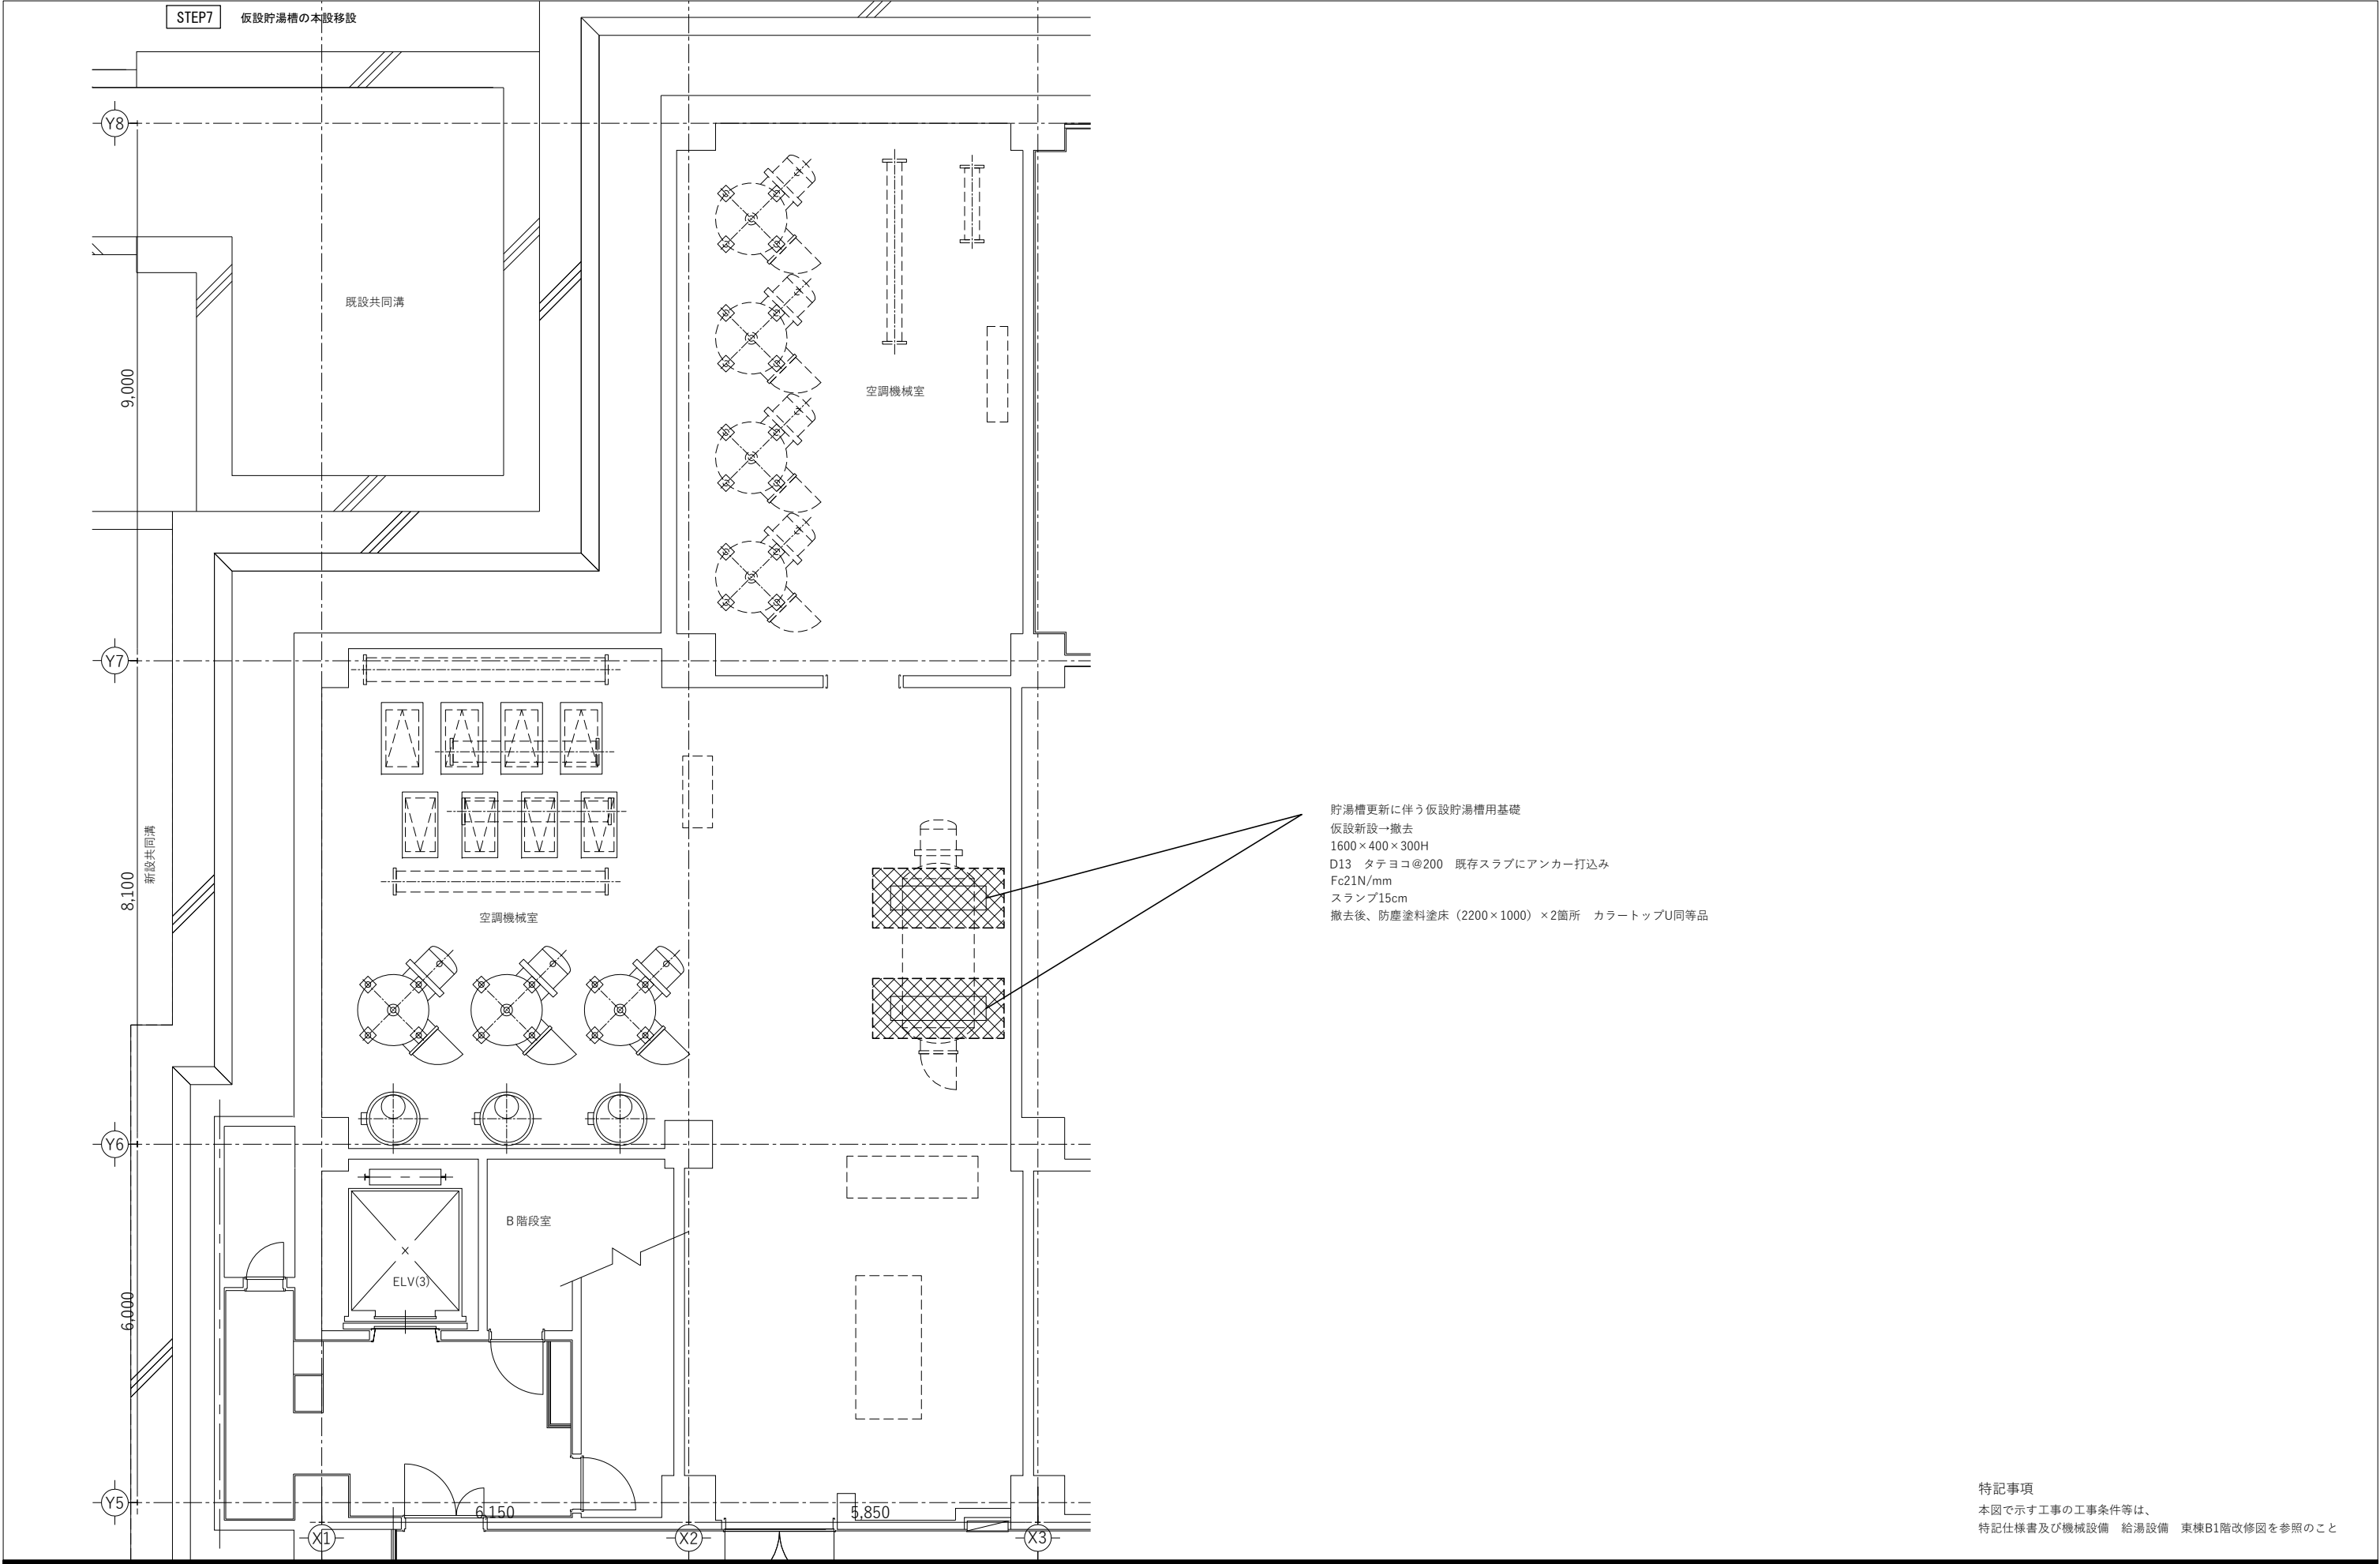 STEP7 仮設貯湯槽の本設移設
Y8
既設共同溝
9,000
空調機械室
Y7
新設共同溝
8,100
空調機械室
貯湯槽更新に伴う仮設貯湯槽用基礎
仮設新設→撤去
1600×400×300H
D13　タテヨコ@200　既存スラブにアンカー打込み
Fc21N/mm
スランプ15cm
撤去後、防塵塗料塗床（2200×1000）×2箇所　カラートップU同等品
Y6
B階段室
ELV(3)
6,000
Y5
6,150
5,850
X1
X2
X3
特記事項
本図で示す工事の工事条件等は、
特記仕様書及び機械設備　給湯設備　東棟B1階改修図を参照のこと